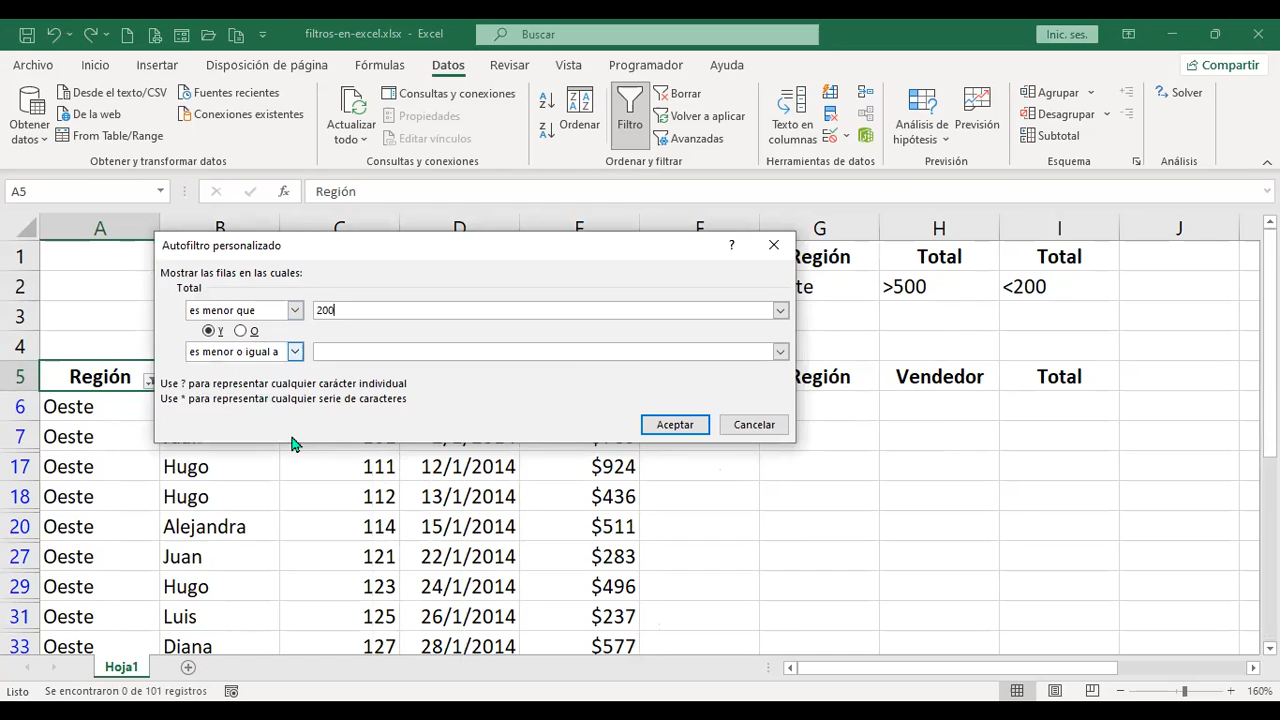 filtros-en-excel.xlsx - Excel
Buscar
Inic. ses.
Archivo Inicio Insertar Disposición de página Fórmulas Datos Revisar Vista Programador Ayuda
Compartir
Obtener datos
Desde el texto/CSV
De la web
From Table/Range
Fuentes recientes
Conexiones existentes
Obtener y transformar datos
Actualizar todo
Consultas y conexiones
Propiedades
Editar vínculos
Consultas y conexiones
Ordenar
Filtro
Borrar
Volver a aplicar
Avanzadas
Ordenar y filtrar
Texto en columnas
Herramientas de datos
Análisis de hipótesis
Previsión
Previsión
Agrupar
Desagrupar
Subtotal
Esquema
Solver
Análisis
A5
fx
Región
A B C D E F G H I J
Autofiltro personalizado
?
Mostrar las filas en las cuales:
Total
es menor que
200
Y O
es menor o igual a
Use ? para representar cualquier carácter individual
Use * para representar cualquier serie de caracteres
Aceptar
Cancelar
1 Región Total Total
2 te >500 <200
3
4
5 Región Región Vendedor Total
6 Oeste
7 Oeste
17 Oeste Hugo 111 12/1/2014 $924
18 Oeste Hugo 112 13/1/2014 $436
20 Oeste Alejandra 114 15/1/2014 $511
27 Oeste Juan 121 22/1/2014 $283
29 Oeste Hugo 123 24/1/2014 $496
31 Oeste Luis 125 26/1/2014 $237
33 Oeste Diana 127 28/1/2014 $577
Hoja1
Listo
Se encontraron 0 de 101 registros
160%